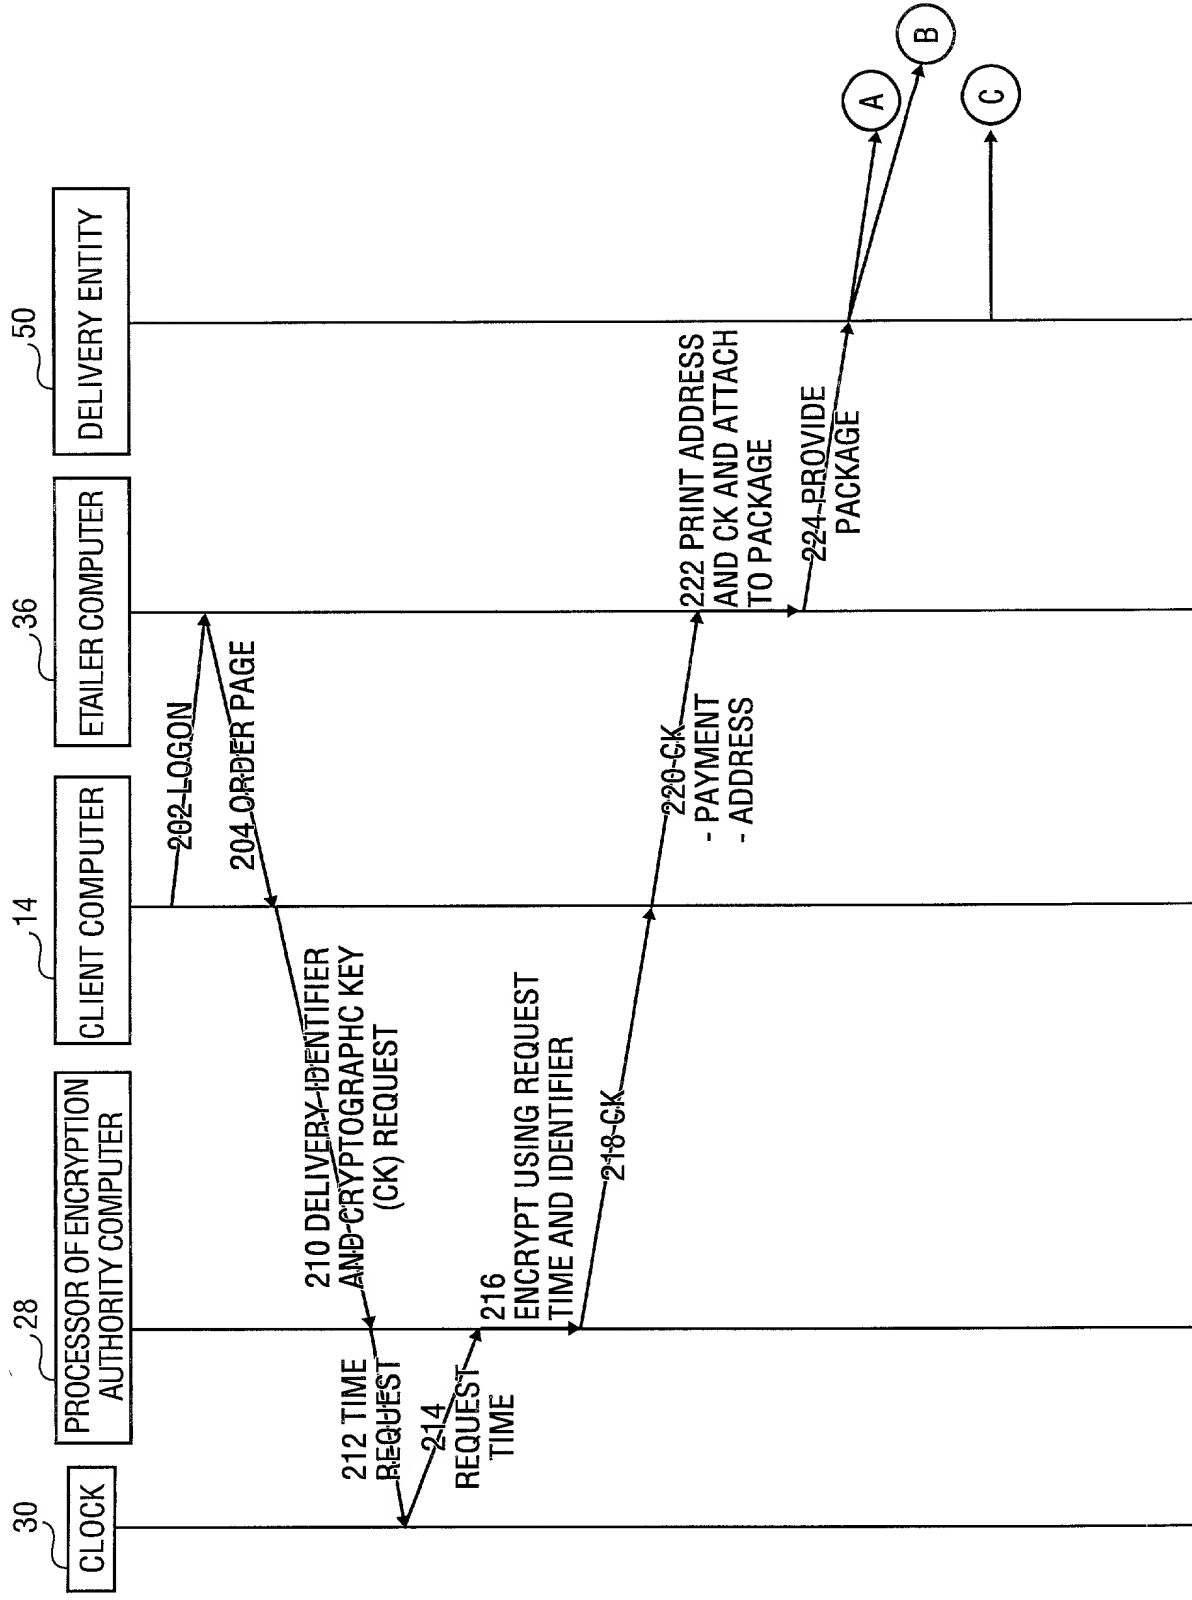 30
CLOCK
28
PROCESSOR OF ENCRYPTION
AUTHORITY COMPUTER
14
CLIENT COMPUTER
36
ETAILER COMPUTER
50
DELIVERY ENTITY
202 LOGON
204 ORDER PAGE
210 DELIVERY IDENTIFIER
AND CRYPTOGRAPHC KEY
(CK) REQUEST
212 TIME
REQUEST
214
REQUEST
TIME
216
ENCRYPT USING REQUEST
TIME AND IDENTIFIER
218 CK
220 CK
- PAYMENT
- ADDRESS
222 PRINT ADDRESS
AND CK AND ATTACH
TO PACKAGE
224 PROVIDE
PACKAGE
A
B
C